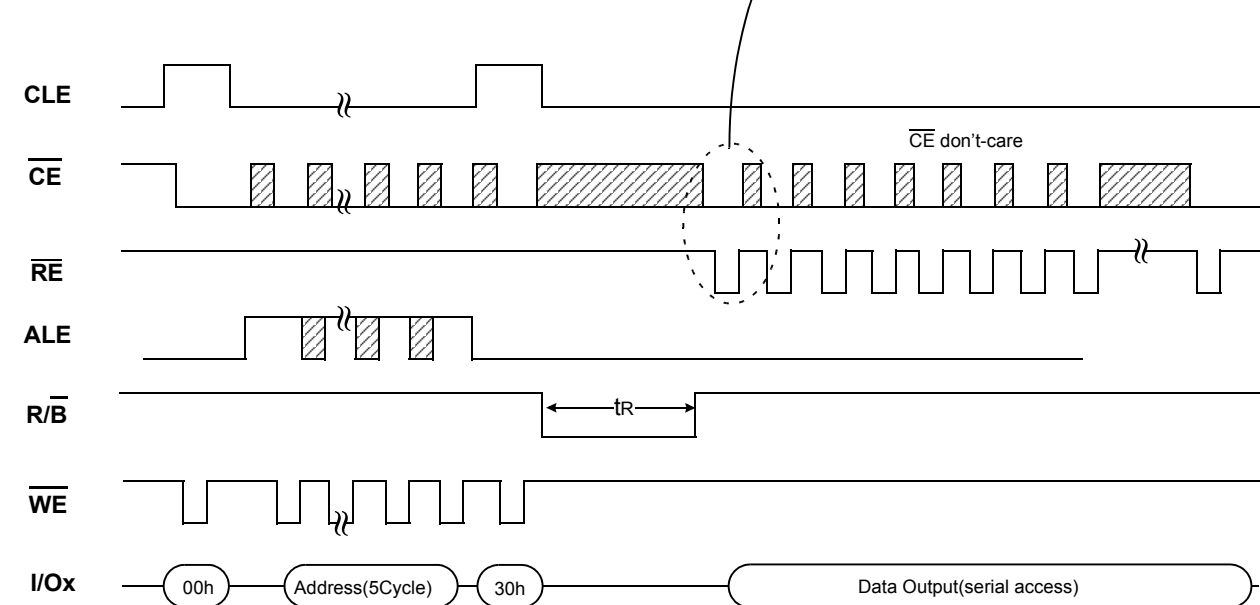 CLE
CE don't-care
CE
RE
ALE
R/B
tR
WE
I/Ox
00h
Address(5Cycle)
30h
Data Output(serial access)